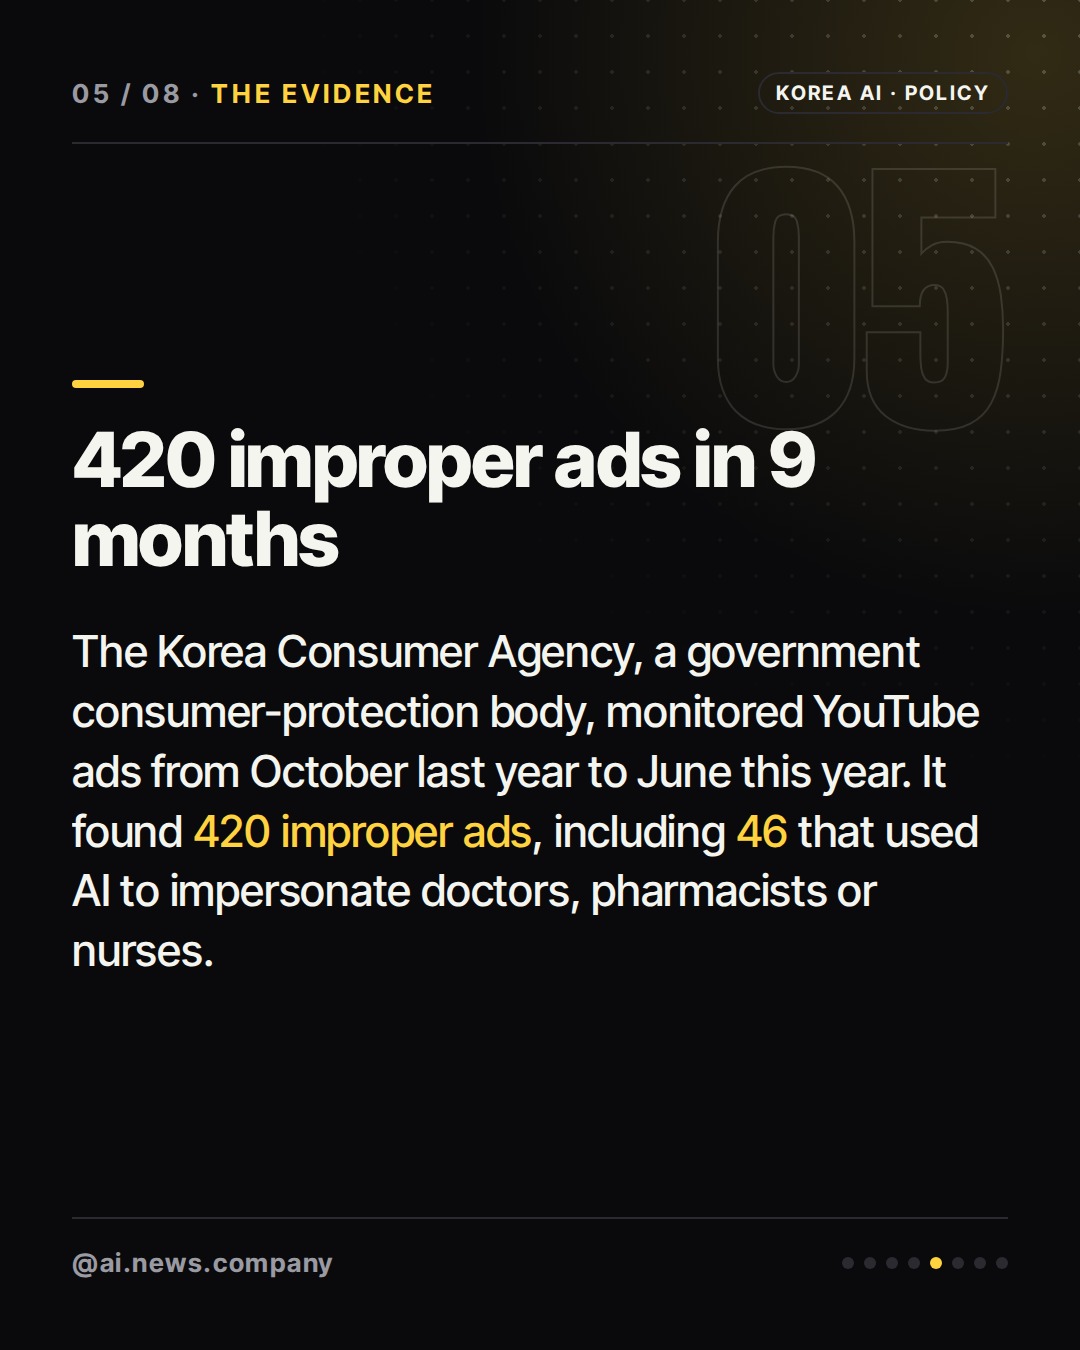 05 / 08 · THE EVIDENCE
KOREA AI · POLICY
05
420 improper ads in 9
months
The Korea Consumer Agency, a government
consumer-protection body, monitored YouTube
ads from October last year to June this year. It
found 420 improper ads, including 46 that used
AI to impersonate doctors, pharmacists or
nurses.
@ai.news.company